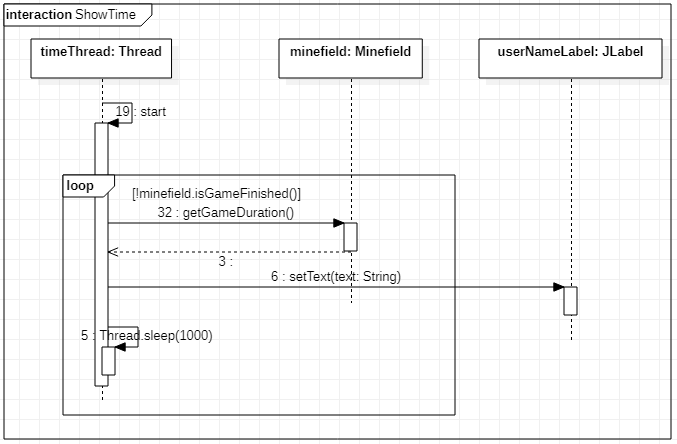 interaction ShowTime
timeThread: Thread
minefield: Minefield
userNameLabel: JLabel
19 : start
loop
[!minefield.isGameFinished()]
32 : getGameDuration()
3 :
6 : setText(text: String)
5 : Thread.sleep(1000)